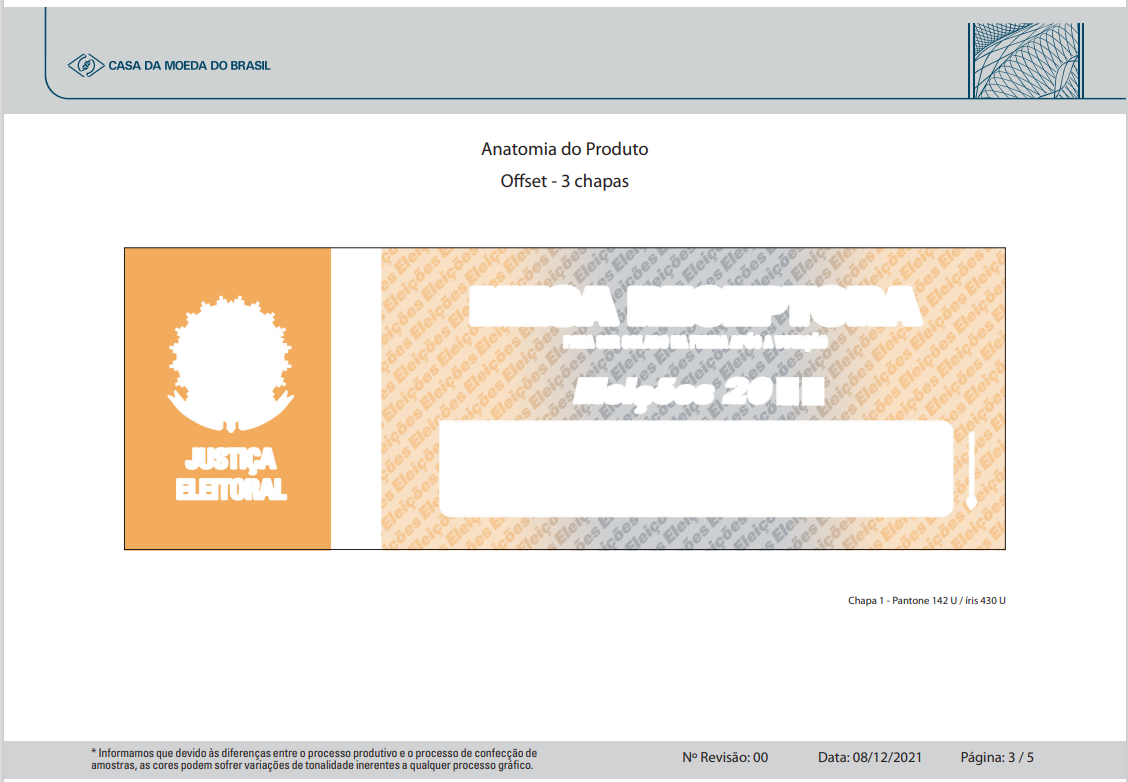 CASA DA MOEDA DO BRASIL
Anatomia do Produto
Offset - 3 chapas
MESA RECEPTORA
Eleições 20
JUSTIÇA
ELEITORAL
Chapa 1 - Pantone 142 U / íris 430 U
* Informamos que devido às diferenças entre o processo produtivo e o processo de confecção de
amostras, as cores podem sofrer variações de tonalidade inerentes a qualquer processo gráfico.
Nº Revisão: 00
Data: 08/12/2021
Página: 3 / 5